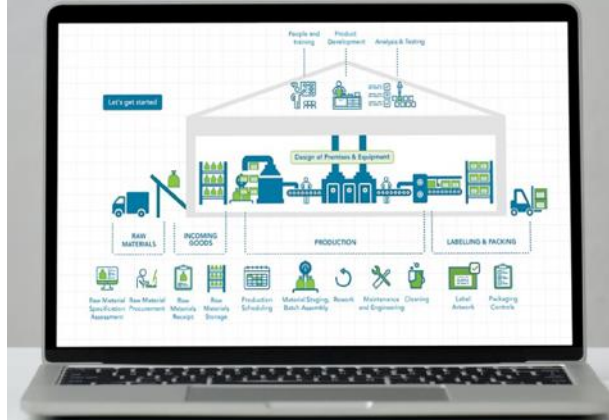 People and
training
Product
Development
Analysis & Testing
Let's get started
Design of Premises & Equipment
RAW
MATERIALS
INCOMING
GOODS
PRODUCTION
LABELLING & PACKING
Raw Material
Specification
Assessment
Raw Material
Procurement
Raw
Materials
Receipt
Raw
Materials
Storage
Production
Scheduling
Material Staging,
Batch Assembly
Rework
Maintenance
and Engineering
Cleaning
Label
Artwork
Packaging
Controls